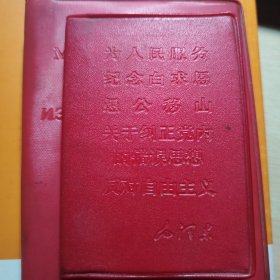 为人民服务
纪念白求恩
愚公移山
关于纠正党内
的错误思想
反对自由主义
毛泽东
М
ИЗ